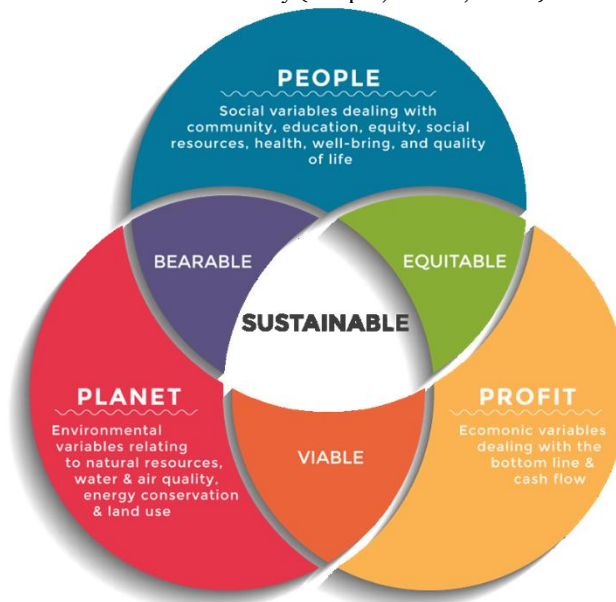 PEOPLE
Social variables dealing with
community, education, equity, social
resources, health, well-bring, and quality
of life
BEARABLE
EQUITABLE
SUSTAINABLE
PLANET
Environmental
variables relating
to natural resources,
water & air quality,
energy conservation
& land use
PROFIT
Ecomonic variables
dealing with the
bottom line &
cash flow
VIABLE